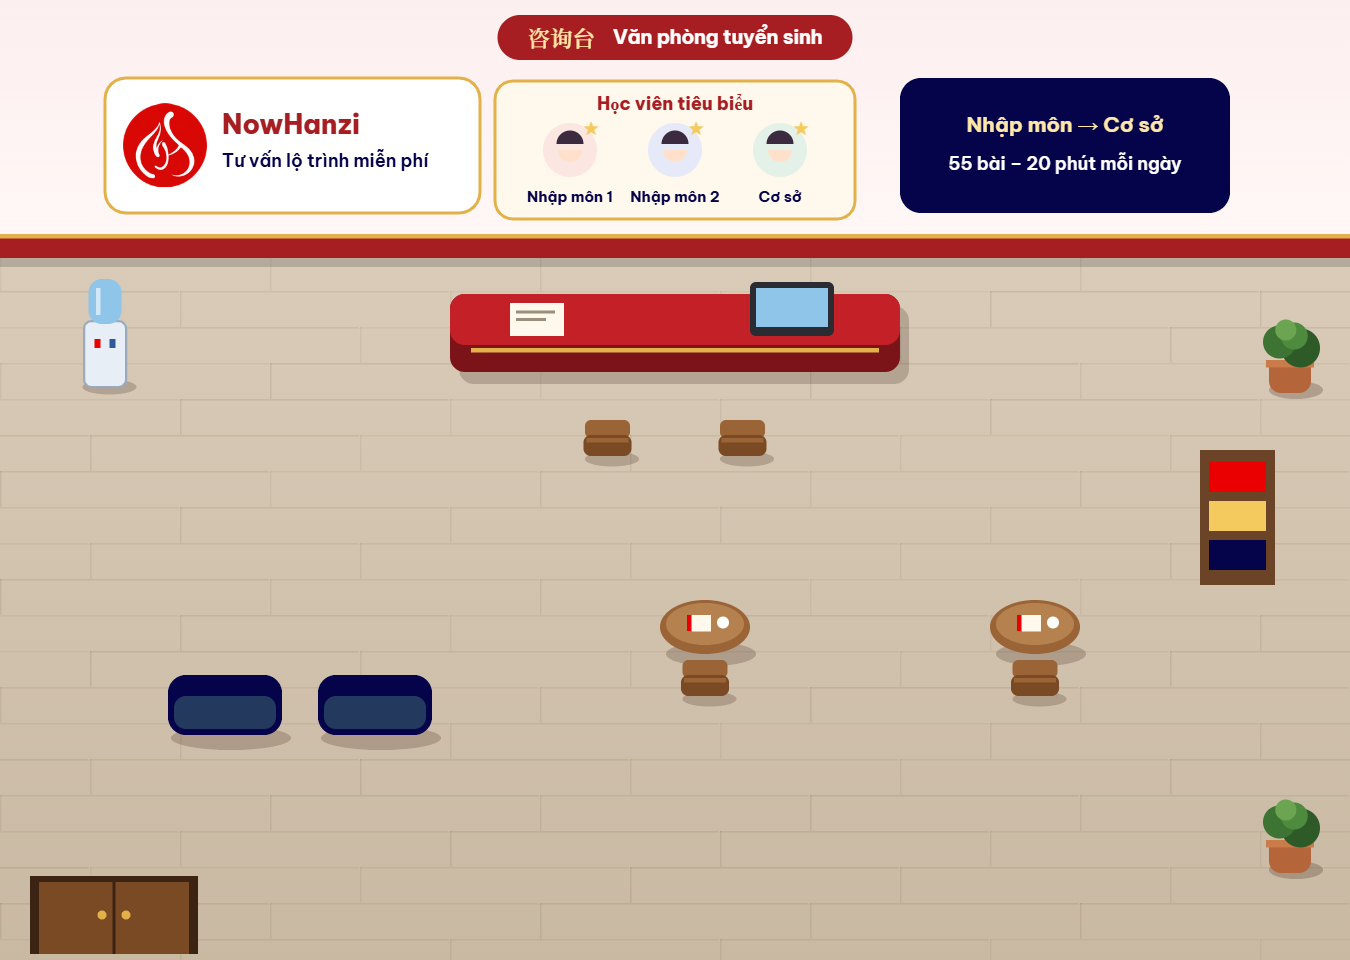 咨询台 Văn phòng tuyển sinh
NowHanzi
Tư vấn lộ trình miễn phí
Học viên tiêu biểu
Nhập môn 1 Nhập môn 2 Cơ sở
Nhập môn → Cơ sở
55 bài – 20 phút mỗi ngày